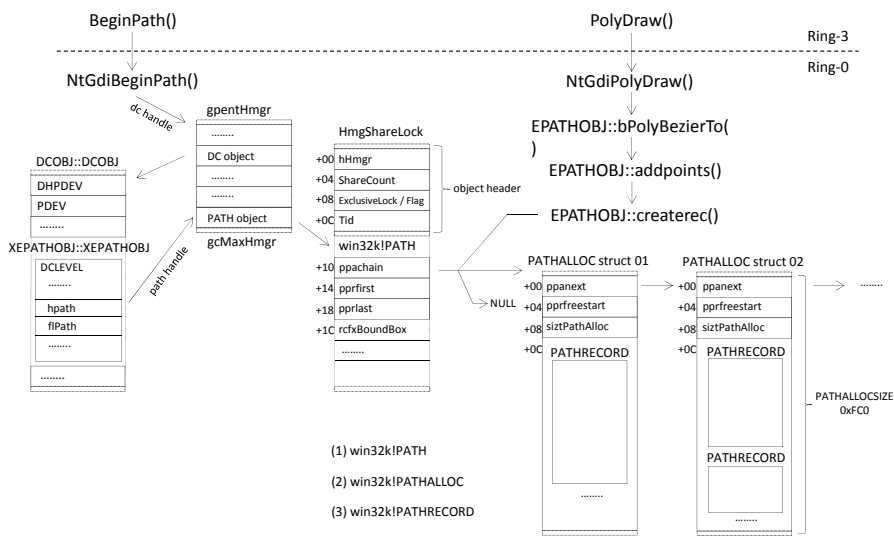 BeginPath()
PolyDraw()
Ring-3
Ring-0
NtGdiBeginPath()
NtGdiPolyDraw()
dc handle
gpentHmgr
........
DC object
........
........
PATH object
gcMaxHmgr
HmgShareLock
+00 hHmgr
+04 ShareCount
+08 ExclusiveLock / Flag
+0C Tid
object header
EPATHOBJ::bPolyBezierTo(
)
EPATHOBJ::addpoints()
EPATHOBJ::createrec()
DCOBJ::DCOBJ
DHPDEV
PDEV
........
XEPATHOBJ::XEPATHOBJ
DCLEVEL
........
hpath
flPath
........
........
path handle
win32k!PATH
+10 ppachain
+14 pprfirst
+18 pprlast
+1C rcfxBoundBox
........
NULL
PATHALLOC struct 01
+00 ppanext
+04 pprfreestart
+08 siztPathAlloc
+0C
PATHRECORD
........
PATHALLOC struct 02
+00 ppanext
+04 pprfreestart
+08 siztPathAlloc
+0C
PATHRECORD
PATHRECORD
........
........
PATHALLOCSIZE
0xFC0
(1) win32k!PATH
(2) win32k!PATHALLOC
(3) win32k!PATHRECORD